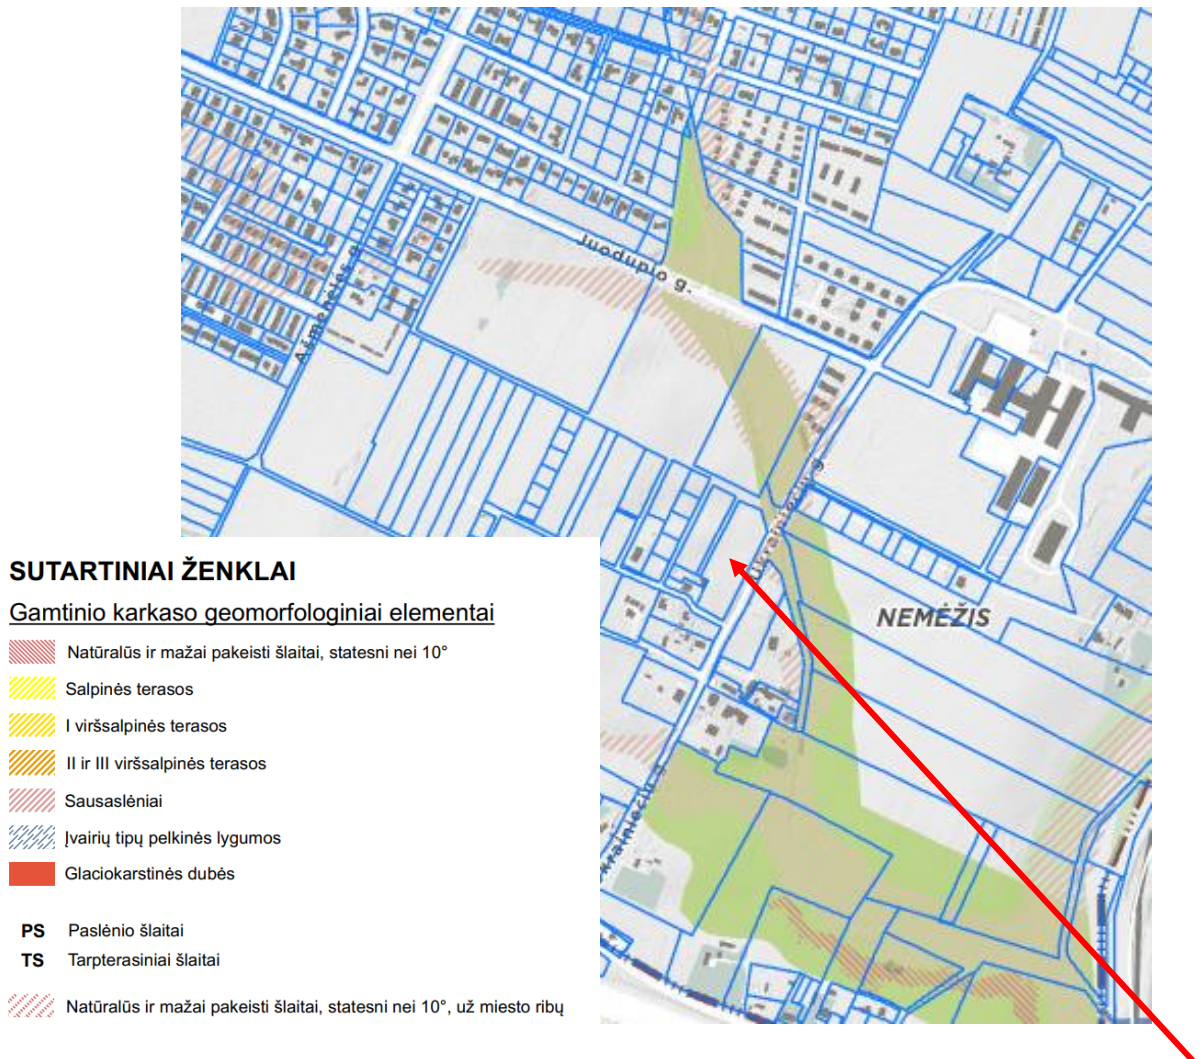 Juodupio g.
Ašmenėlės g.
Ukrainiečių g.
NEMĖŽIS
SUTARTINIAI ŽENKLAI
Gamtinio karkaso geomorfologiniai elementai
Natūralūs ir mažai pakeisti šlaitai, statesni nei 10°
Salpinės terasos
I viršsalpinės terasos
II ir III viršsalpinės terasos
Sausaslėniai
Įvairių tipų pelkinės lygumos
Glaciokarstinės dubės
PS Paslėnio šlaitai
TS Tarpterasiniai šlaitai
Natūralūs ir mažai pakeisti šlaitai, statesni nei 10°, už miesto ribų